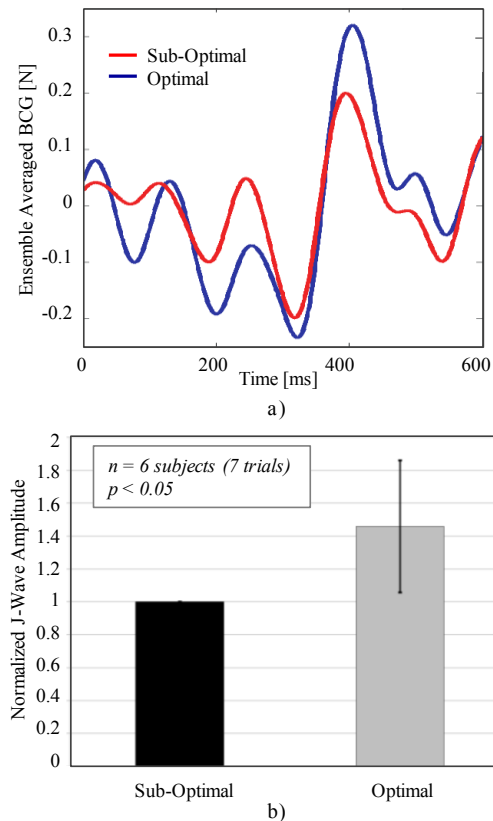 0.3
0.2
0.1
0
-0.1
-0.2
Ensemble Averaged BCG [N]
Sub-Optimal
Optimal
0 200 400 600
Time [ms]
a)
2
1.8
1.6
1.4
1.2
1
0.8
0.6
0.4
0.2
0
Normalized J-Wave Amplitude
n = 6 subjects (7 trials)
p < 0.05
Sub-Optimal Optimal
b)